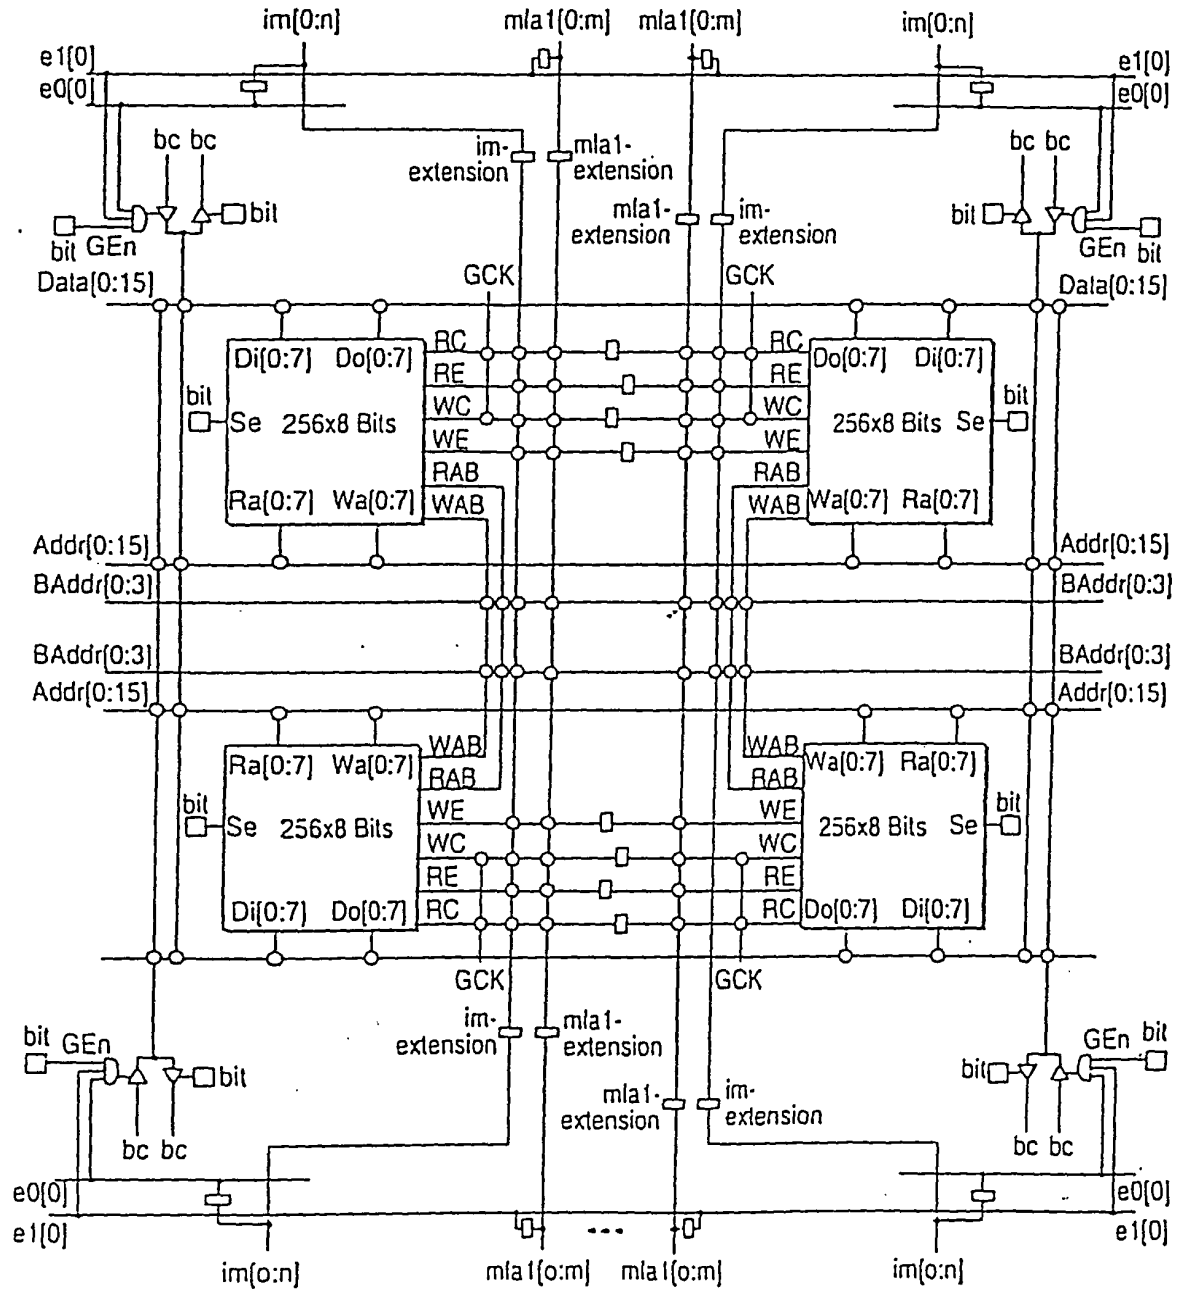 im[0:n] mla1[0:m] mla1[0:m] im[0:n]
e1[0] e1[0]
e0[0] e0[0]
bc bc bc bc
im-extension mla1-extension
bit bit
mla1-extension im-extension
bit GEn GEn bit
Data[0:15] GCK GCK Data[0:15]
RC RC
Di[0:7] Do[0:7] Do[0:7] Di[0:7]
RE RE
bit WC WC bit
Se 256x8 Bits 256x8 Bits Se
WE WE
RAB RAB
Ra[0:7] Wa[0:7] WAB WAB Wa[0:7] Ra[0:7]
Addr[0:15] Addr[0:15]
BAddr[0:3] BAddr[0:3]
BAddr[0:3] BAddr[0:3]
Addr[0:15] Addr[0:15]
WAB WAB
Ra[0:7] Wa[0:7] Wa[0:7] Ra[0:7]
RAB RAB
bit WE WE bit
Se 256x8 Bits 256x8 Bits Se
WC WC
RE RE
Di[0:7] Do[0:7] RC RC Do[0:7] Di[0:7]
GCK GCK
im-extension mla1-extension
bit GEn GEn bit
bit bit
mla1-extension im-extension
bc bc bc bc
e0[0] e0[0]
e1[0] e1[0]
im[o:n] mla1[o:m] mla1[o:m] im[o:n]